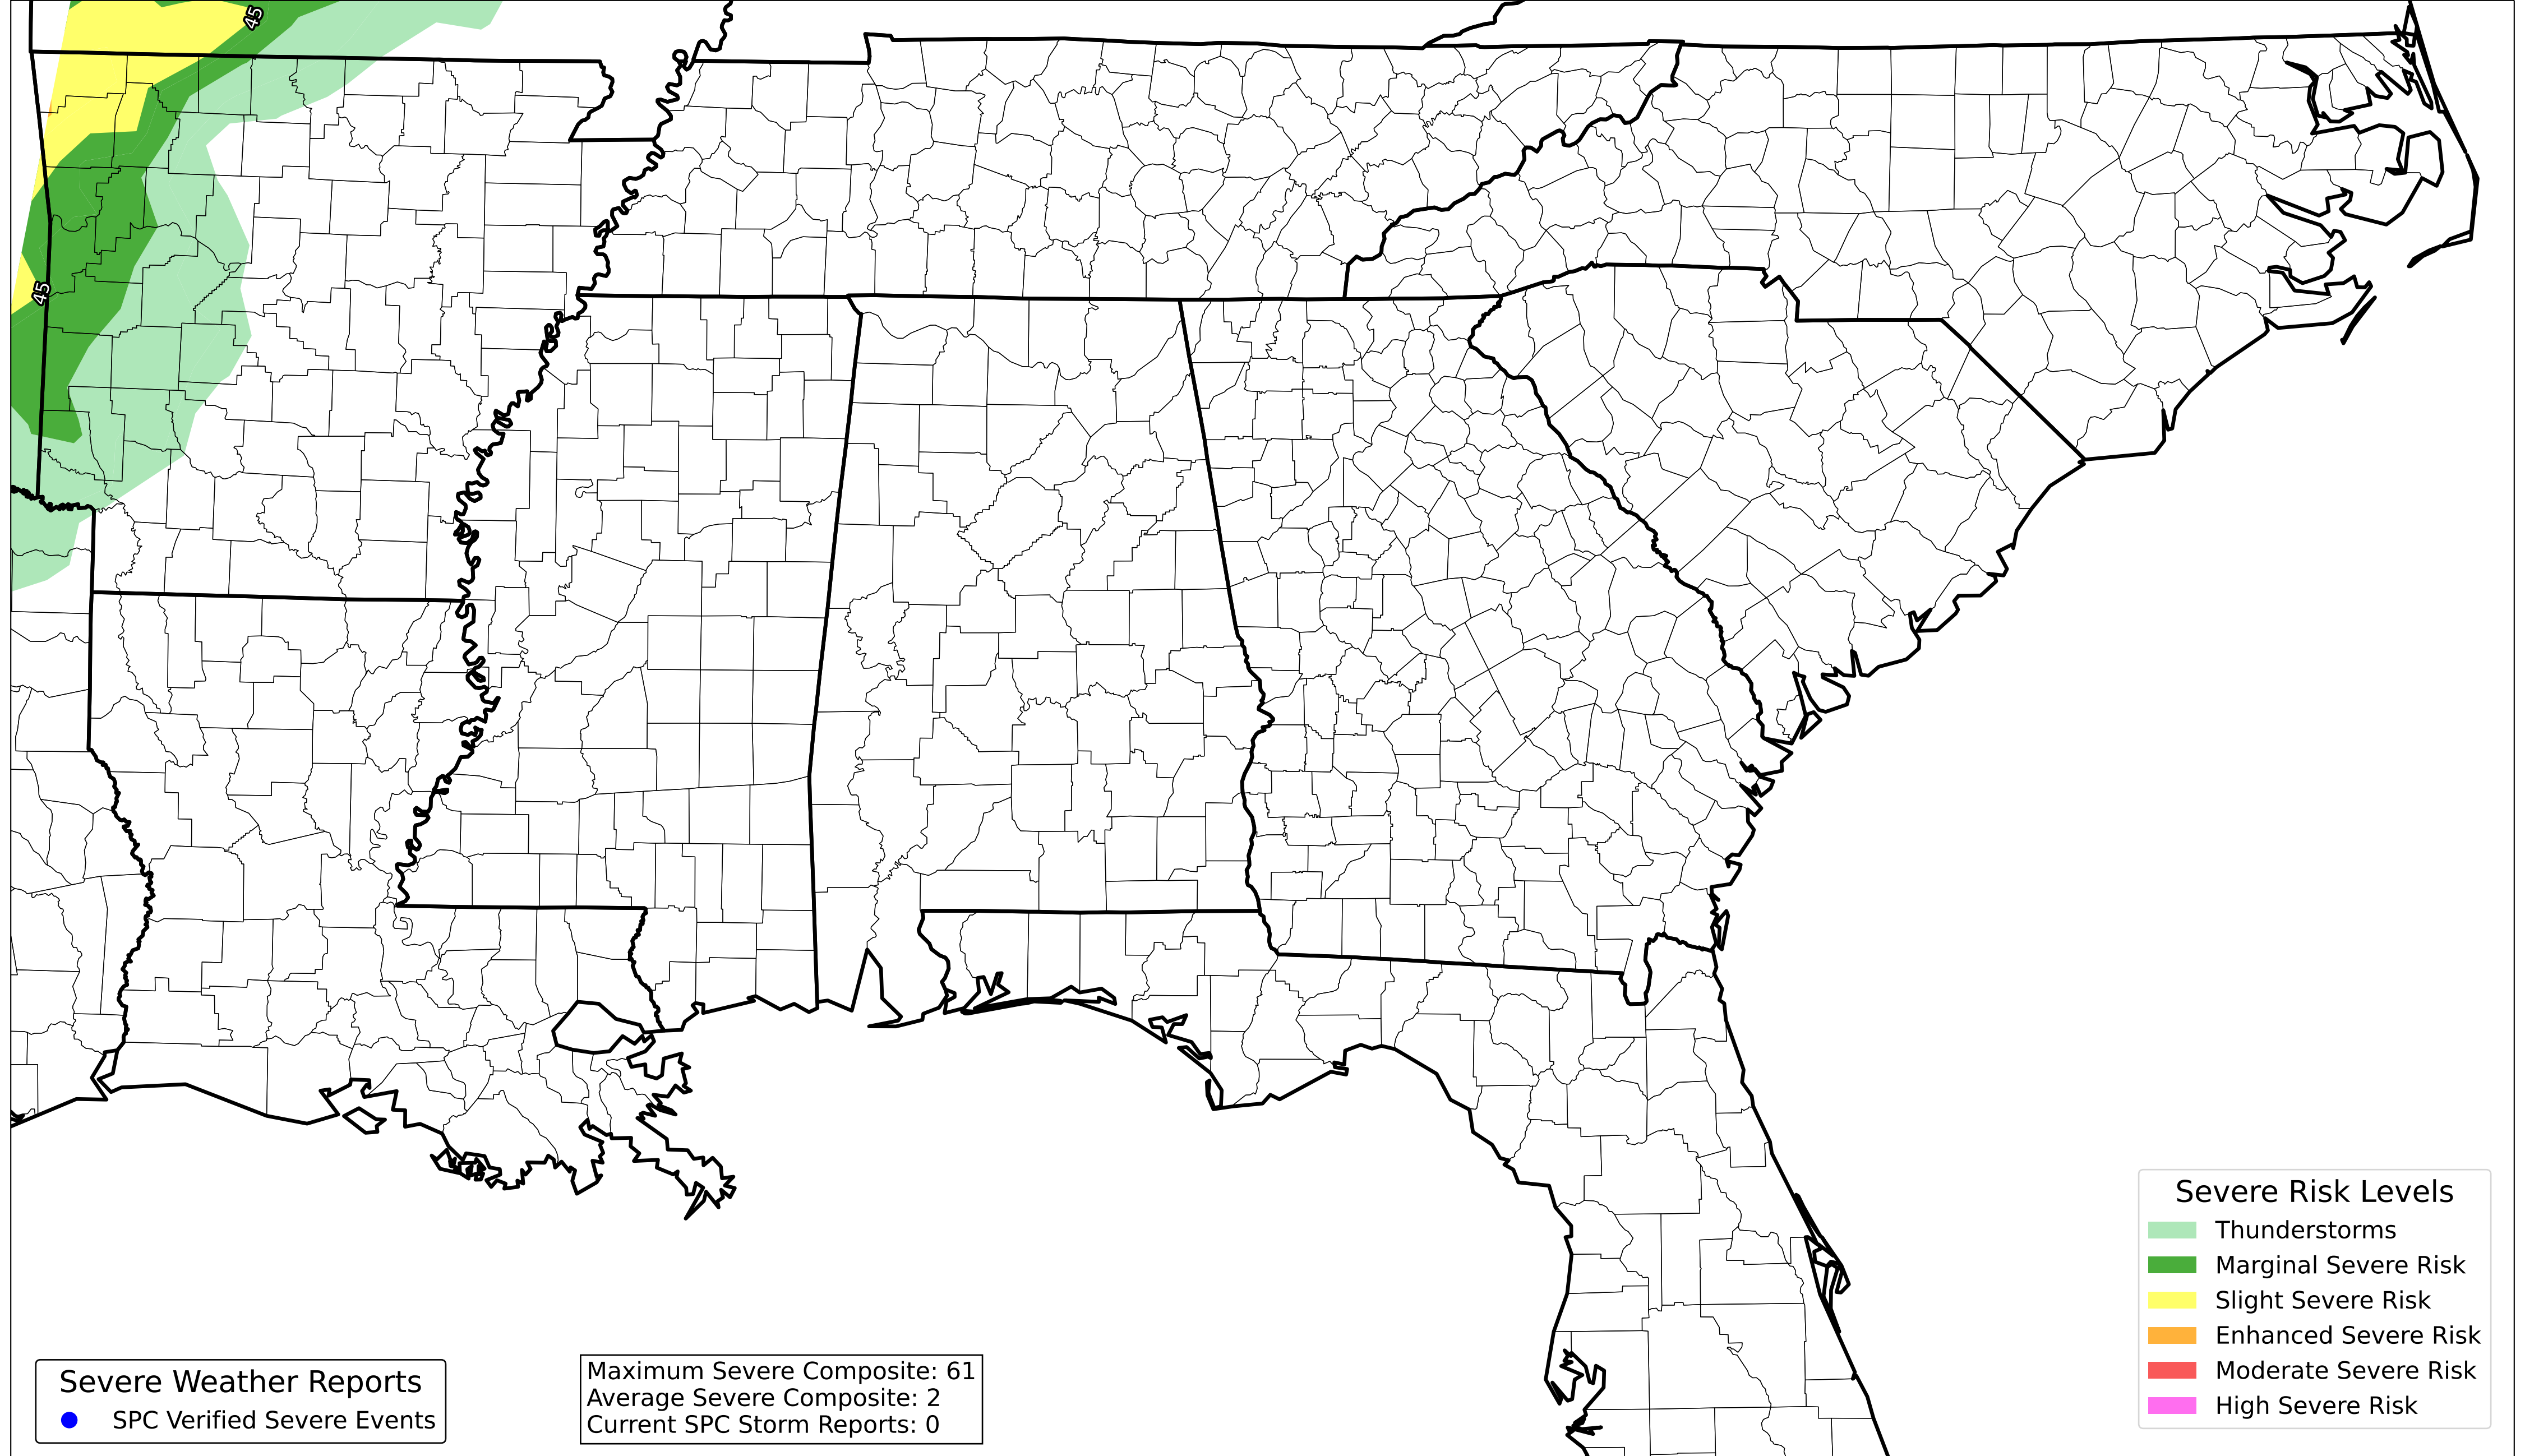 45
45
Severe Risk Levels
Thunderstorms
Marginal Severe Risk
Slight Severe Risk
Enhanced Severe Risk
Moderate Severe Risk
High Severe Risk
Severe Weather Reports
SPC Verified Severe Events
Maximum Severe Composite: 61
Average Severe Composite: 2
Current SPC Storm Reports: 0